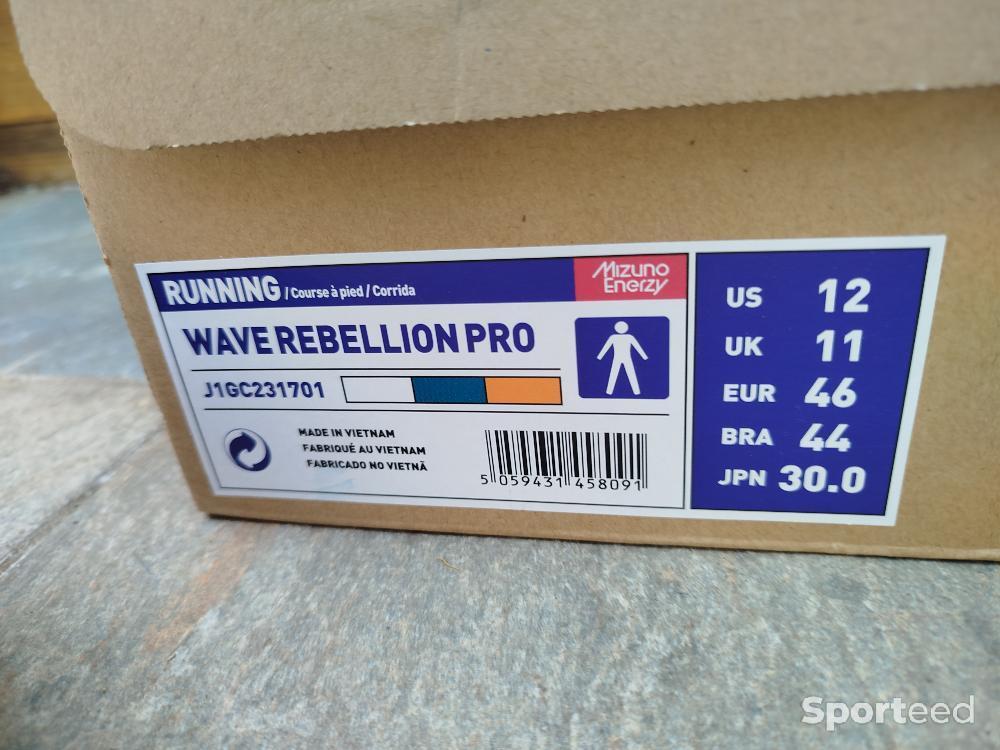 RUNNING / Course à pied / Corrida
Mizuno
Enerzy
WAVE REBELLION PRO
J1GC231701
MADE IN VIETNAM
FABRIQUÉ AU VIETNAM
FABRICADO NO VIETNÃ
5 059431 458091
US 12
UK 11
EUR 46
BRA 44
JPN 30.0
Sporteed